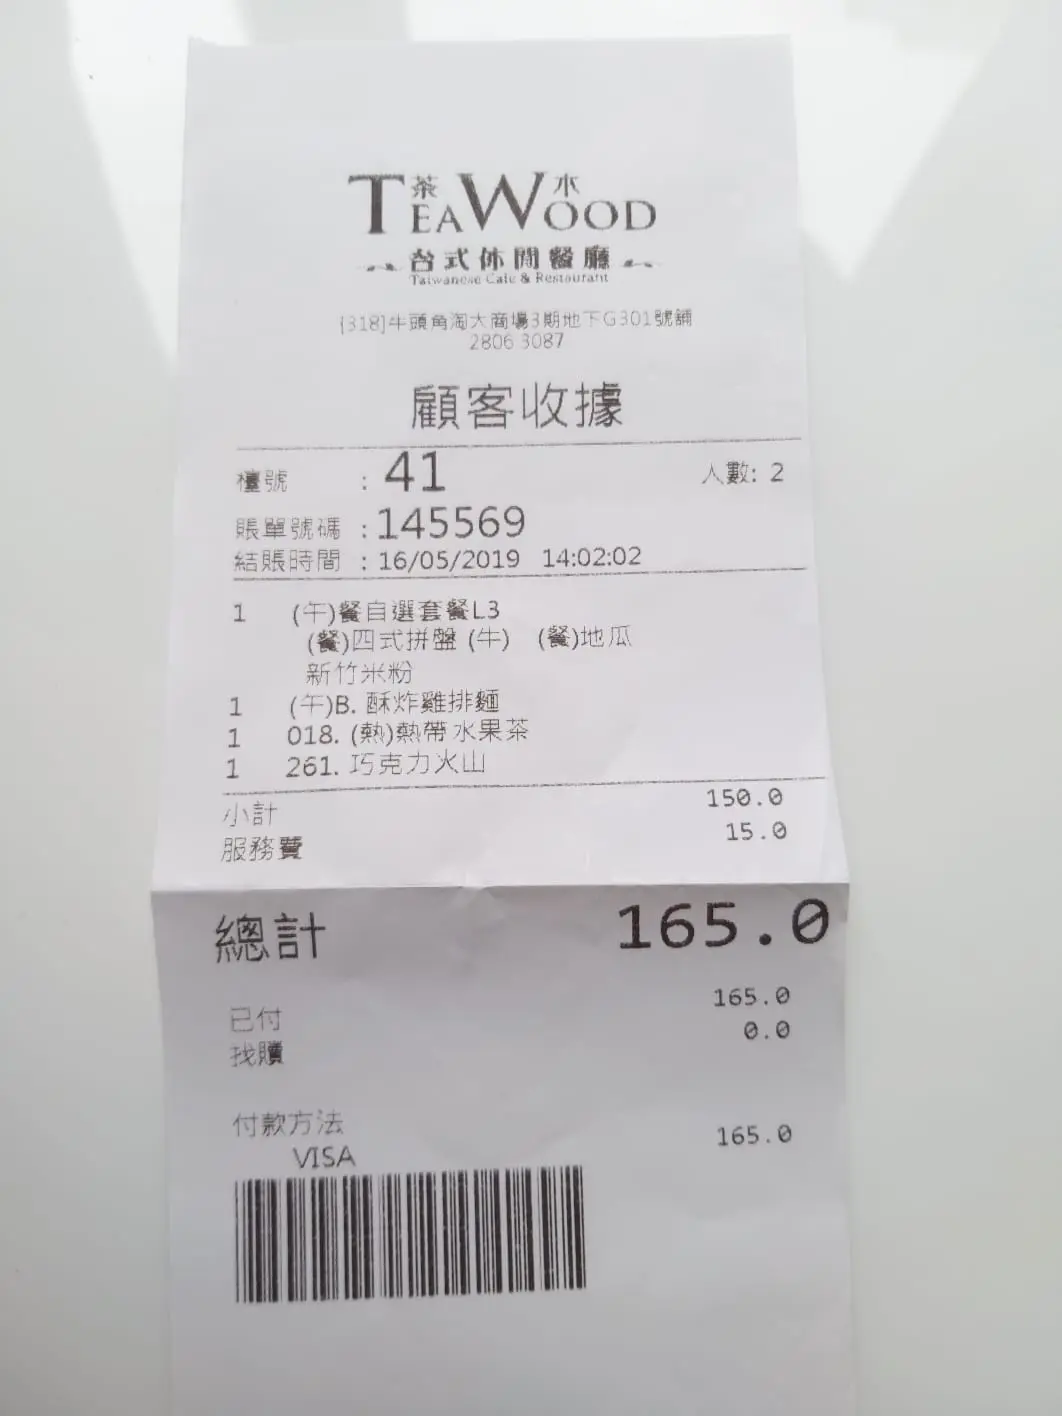 茶 木
TEAWOOD
台式休閒餐廳
Taiwanese Cafe & Restaurant
[318]牛頭角淘大商場3期地下G301號舖
2806 3087
顧客收據
檯號 : 41 人數: 2
賬單號碼 : 145569
結賬時間 : 16/05/2019 14:02:02
1 (午)餐自選套餐L3
(餐)四式拼盤 (牛) (餐)地瓜
新竹米粉
1 (午)B. 酥炸雞排麵
1 018. (熱)熱帶水果茶
1 261. 巧克力火山
小計 150.0
服務費 15.0
總計 165.0
已付 165.0
找贖 0.0
付款方法
VISA 165.0